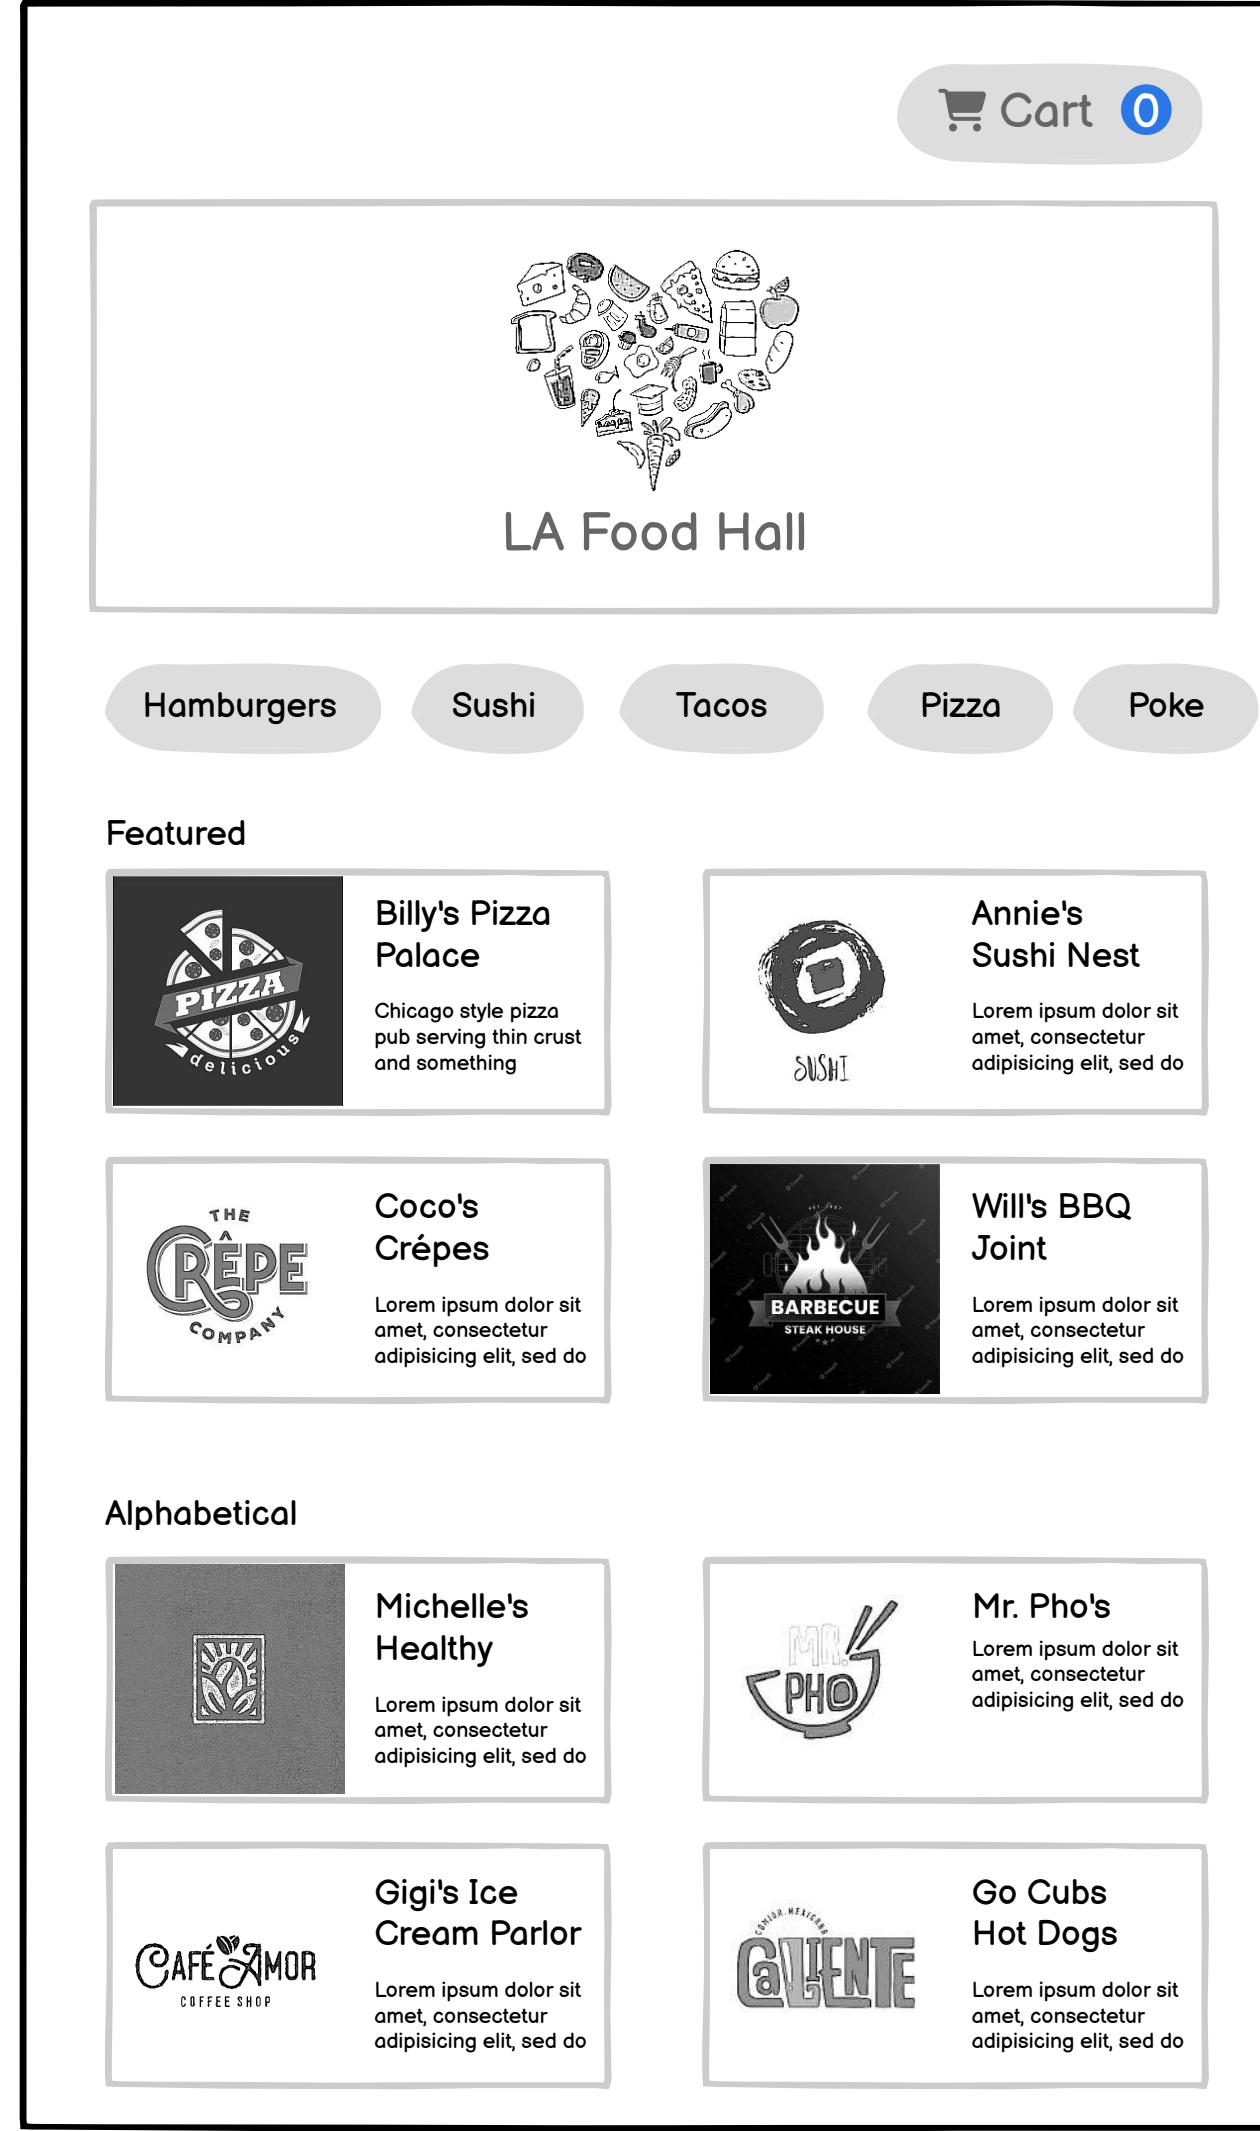 Cart 0
LA Food Hall
Hamburgers Sushi Tacos Pizza Poke
Featured
PIZZA
delicious
Billy's Pizza
Palace
Chicago style pizza
pub serving thin crust
and something
SUSHI
Annie's
Sushi Nest
Lorem ipsum dolor sit
amet, consectetur
adipisicing elit, sed do
THE
CRÊPE
COMPANY
Coco's
Crépes
Lorem ipsum dolor sit
amet, consectetur
adipisicing elit, sed do
BARBECUE
STEAK HOUSE
Will's BBQ
Joint
Lorem ipsum dolor sit
amet, consectetur
adipisicing elit, sed do
Alphabetical
Michelle's
Healthy
Lorem ipsum dolor sit
amet, consectetur
adipisicing elit, sed do
MR.
PHO
Mr. Pho's
Lorem ipsum dolor sit
amet, consectetur
adipisicing elit, sed do
CAFÉ AMOR
COFFEE SHOP
Gigi's Ice
Cream Parlor
Lorem ipsum dolor sit
amet, consectetur
adipisicing elit, sed do
COMIDA MEXICANA
CALIENTE
Go Cubs
Hot Dogs
Lorem ipsum dolor sit
amet, consectetur
adipisicing elit, sed do